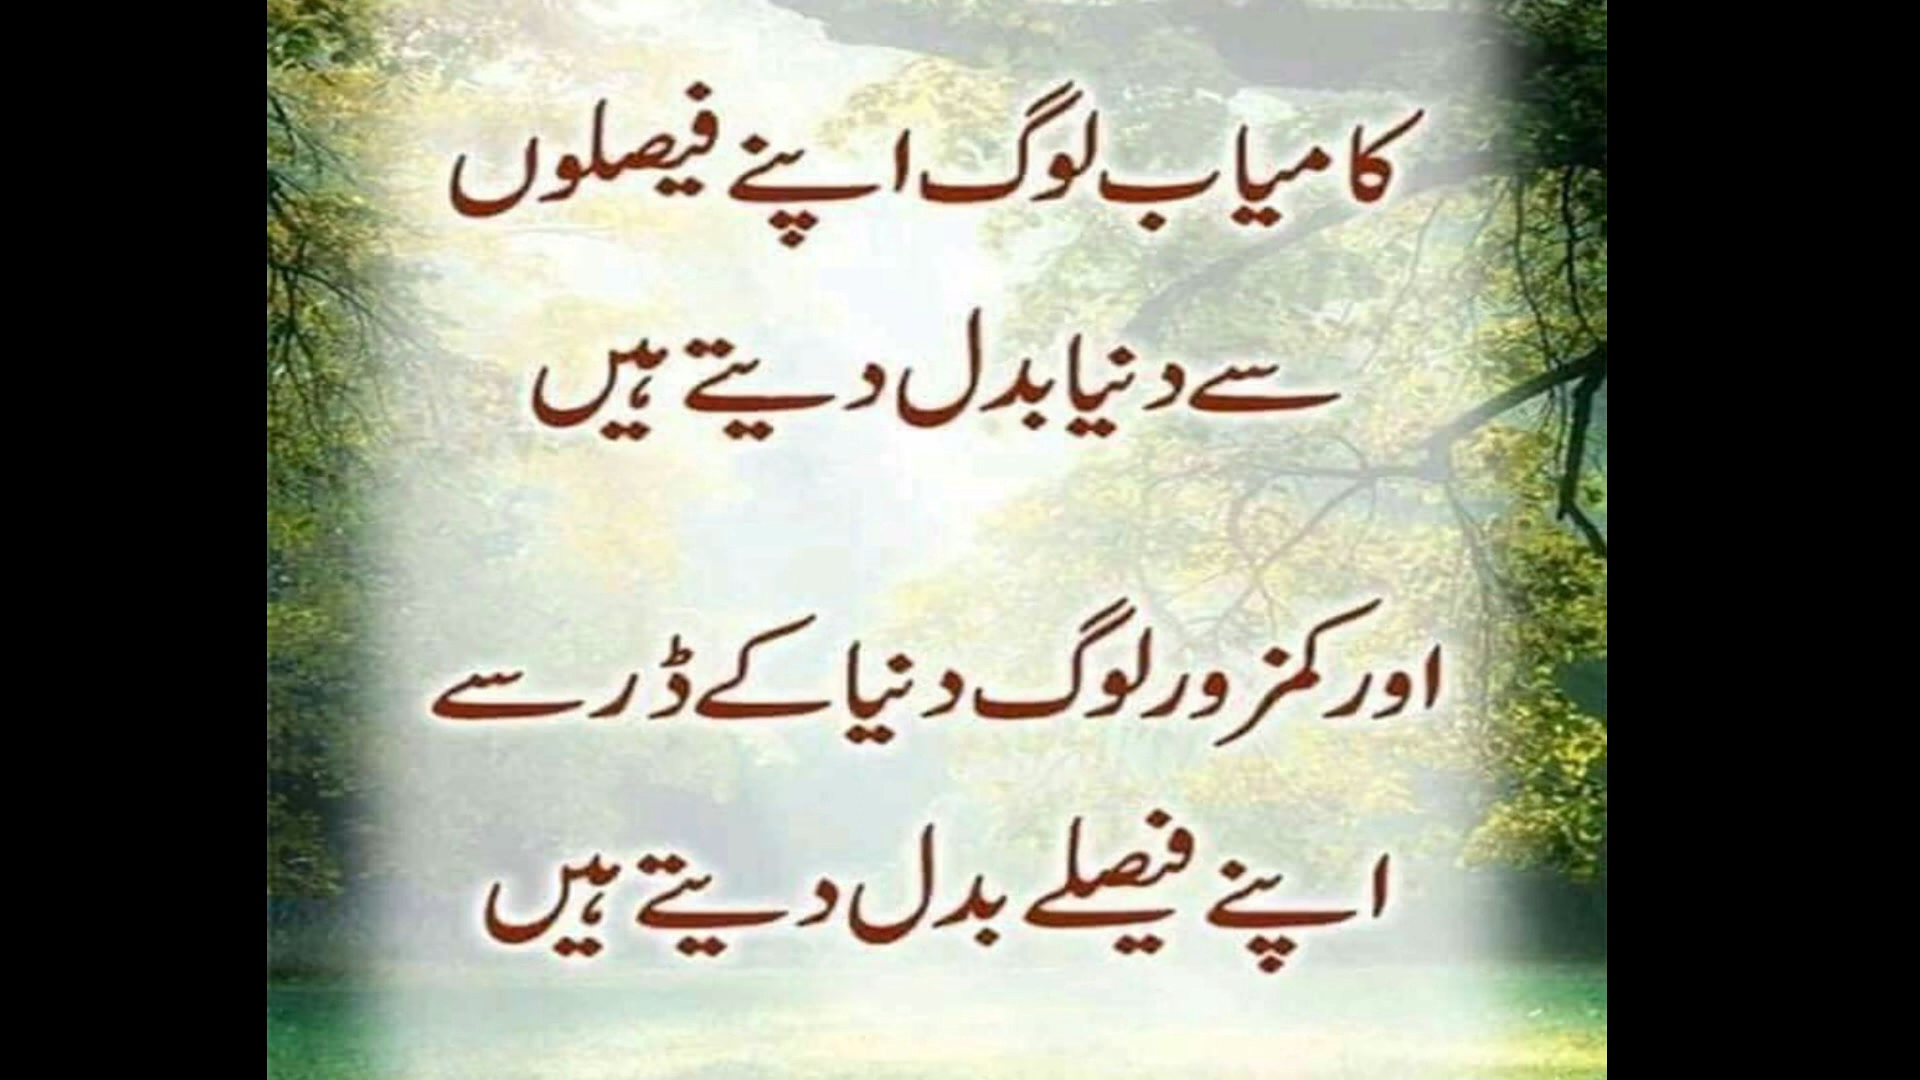 کامیاب لوگ اپنے فیصلوں
سے دنیا بدل دیتے ہیں
اور کمزور لوگ دنیا کے ڈر سے
اپنے فیصلے بدل دیتے ہیں